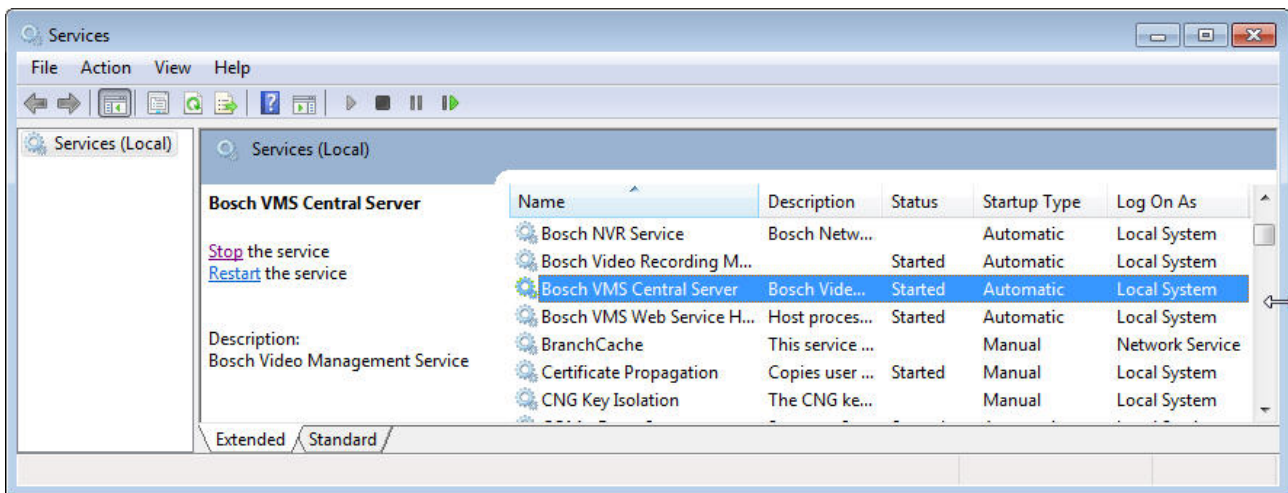 Services
File Action View Help
Services (Local)
Services (Local)
Bosch VMS Central Server
Stop the service
Restart the service
Description:
Bosch Video Management Service
Name Description Status Startup Type Log On As
Bosch NVR Service Bosch Netw... Automatic Local System
Bosch Video Recording M... Started Automatic Local System
Bosch VMS Central Server Bosch Vide... Started Automatic Local System
Bosch VMS Web Service H... Host proces... Started Automatic Local System
BranchCache This service ... Manual Network Service
Certificate Propagation Copies user ... Started Manual Local System
CNG Key Isolation The CNG ke... Manual Local System
Extended Standard